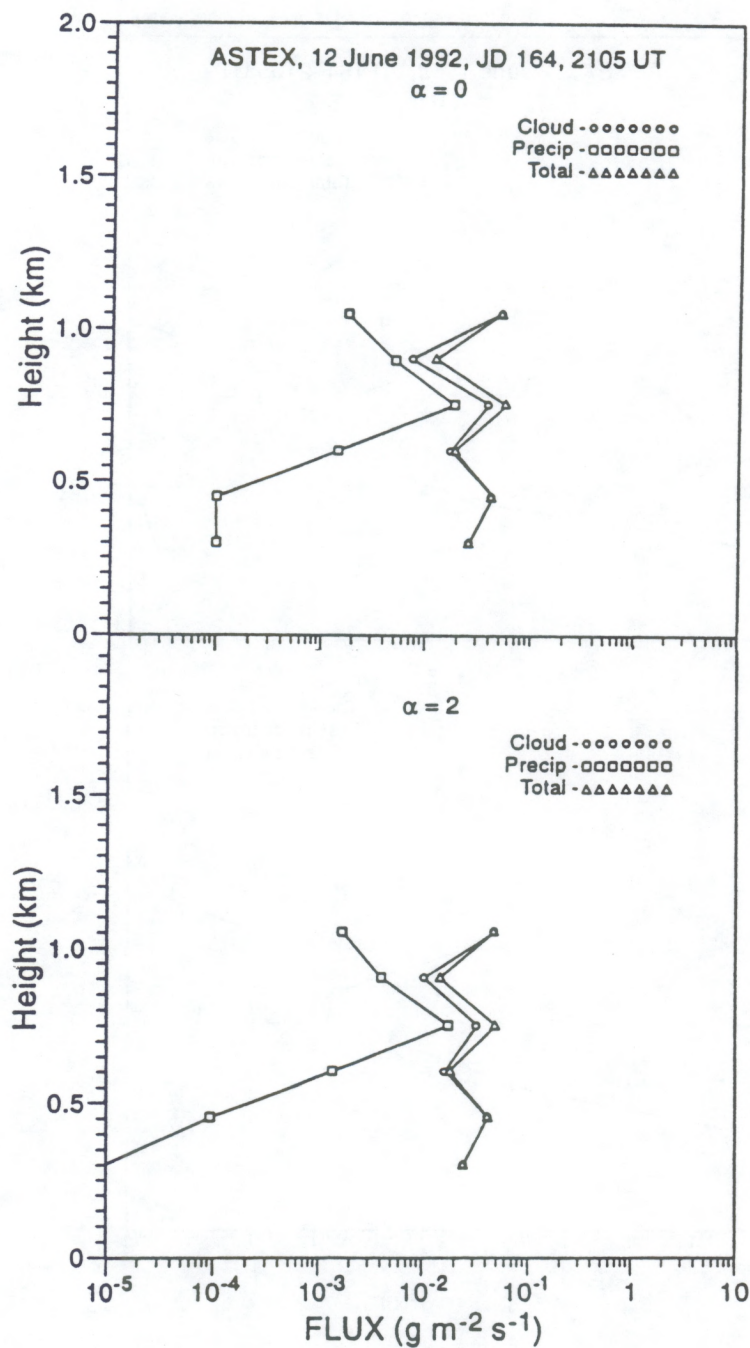 2.0
ASTEX, 12 June 1992, JD 164, 2105 UT
α = 0
Cloud
Precip
Total
1.5
1.0
0.5
0
Height (km)
α = 2
Cloud
Precip
Total
1.5
1.0
0.5
0
Height (km)
10⁻⁵ 10⁻⁴ 10⁻³ 10⁻² 10⁻¹ 1 10
FLUX (g m⁻² s⁻¹)